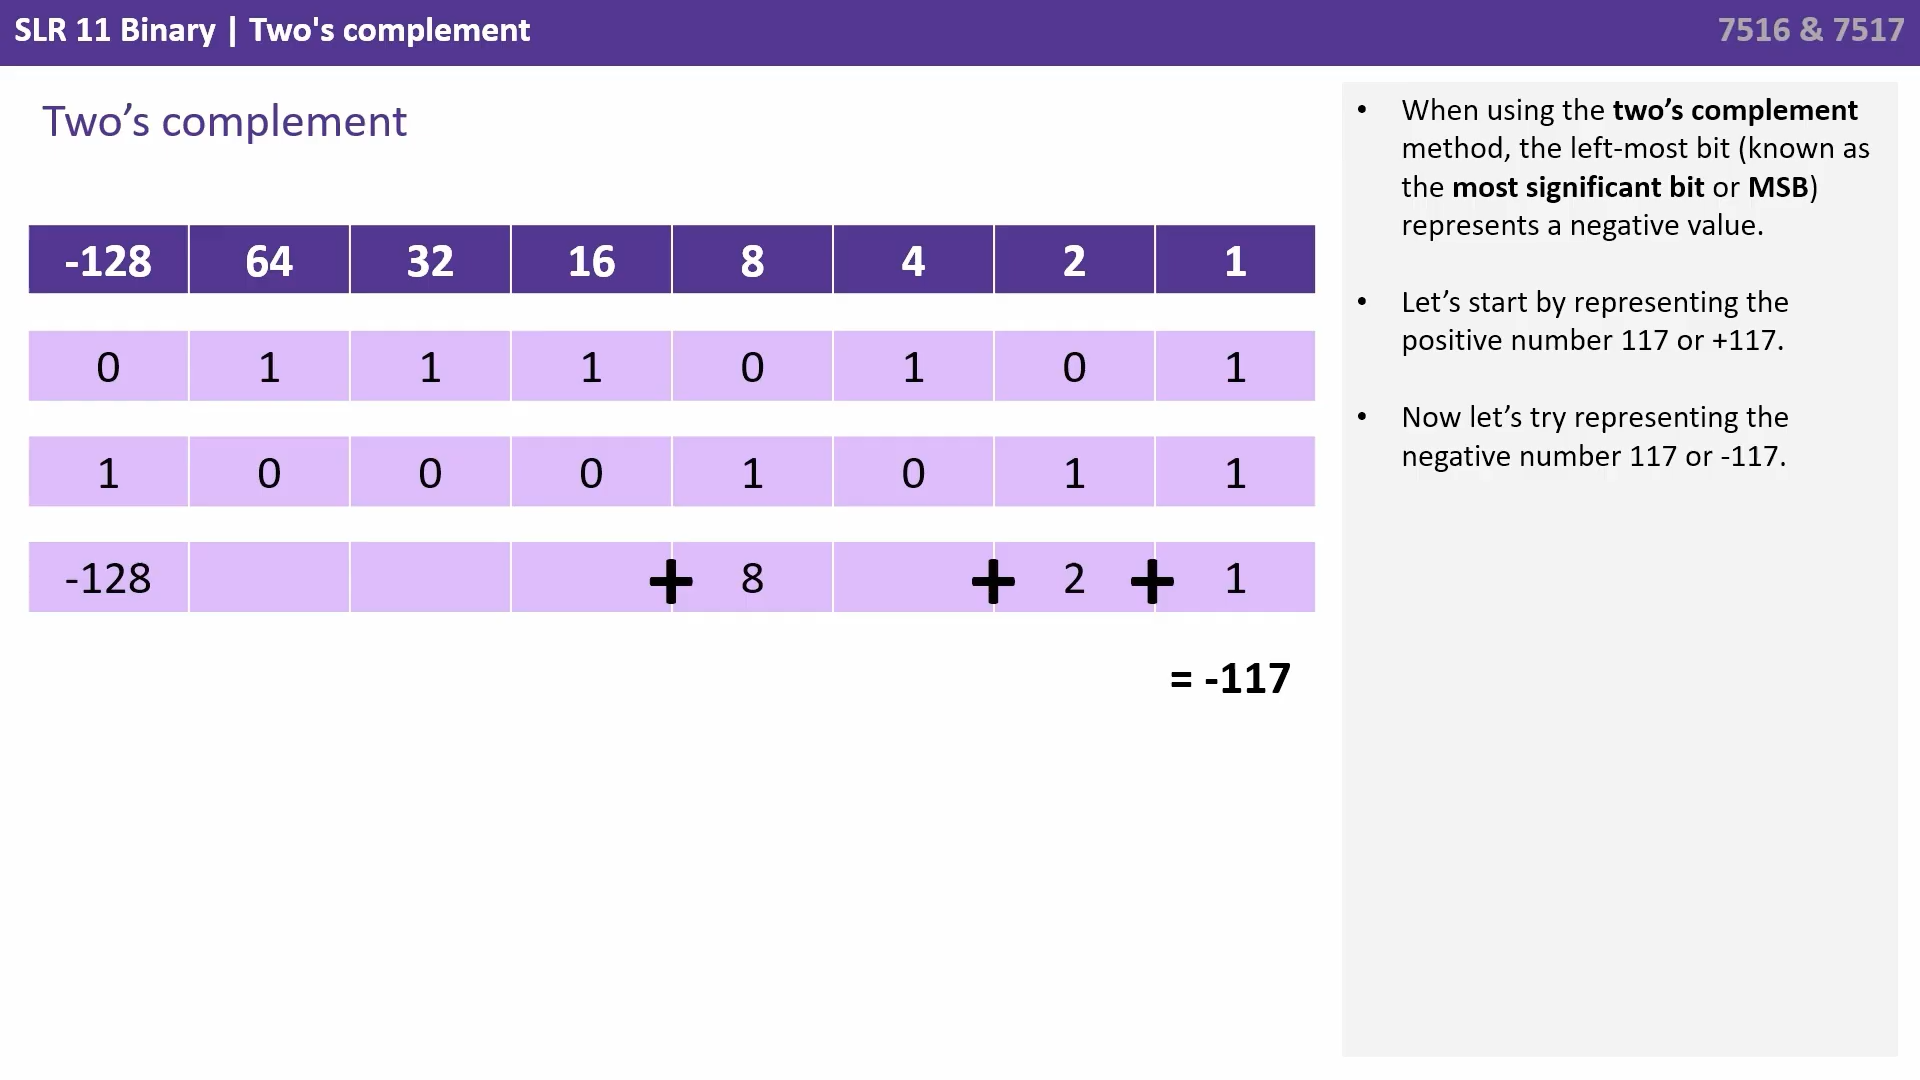 SLR 11 Binary | Two's complement
7516 & 7517
Two’s complement
-128 64 32 16 8 4 2 1
0 1 1 1 0 1 0 1
1 0 0 0 1 0 1 1
-128 + 8 + 2 + 1
= -117
• When using the two’s complement
method, the left-most bit (known as
the most significant bit or MSB)
represents a negative value.
• Let’s start by representing the
positive number 117 or +117.
• Now let’s try representing the
negative number 117 or -117.